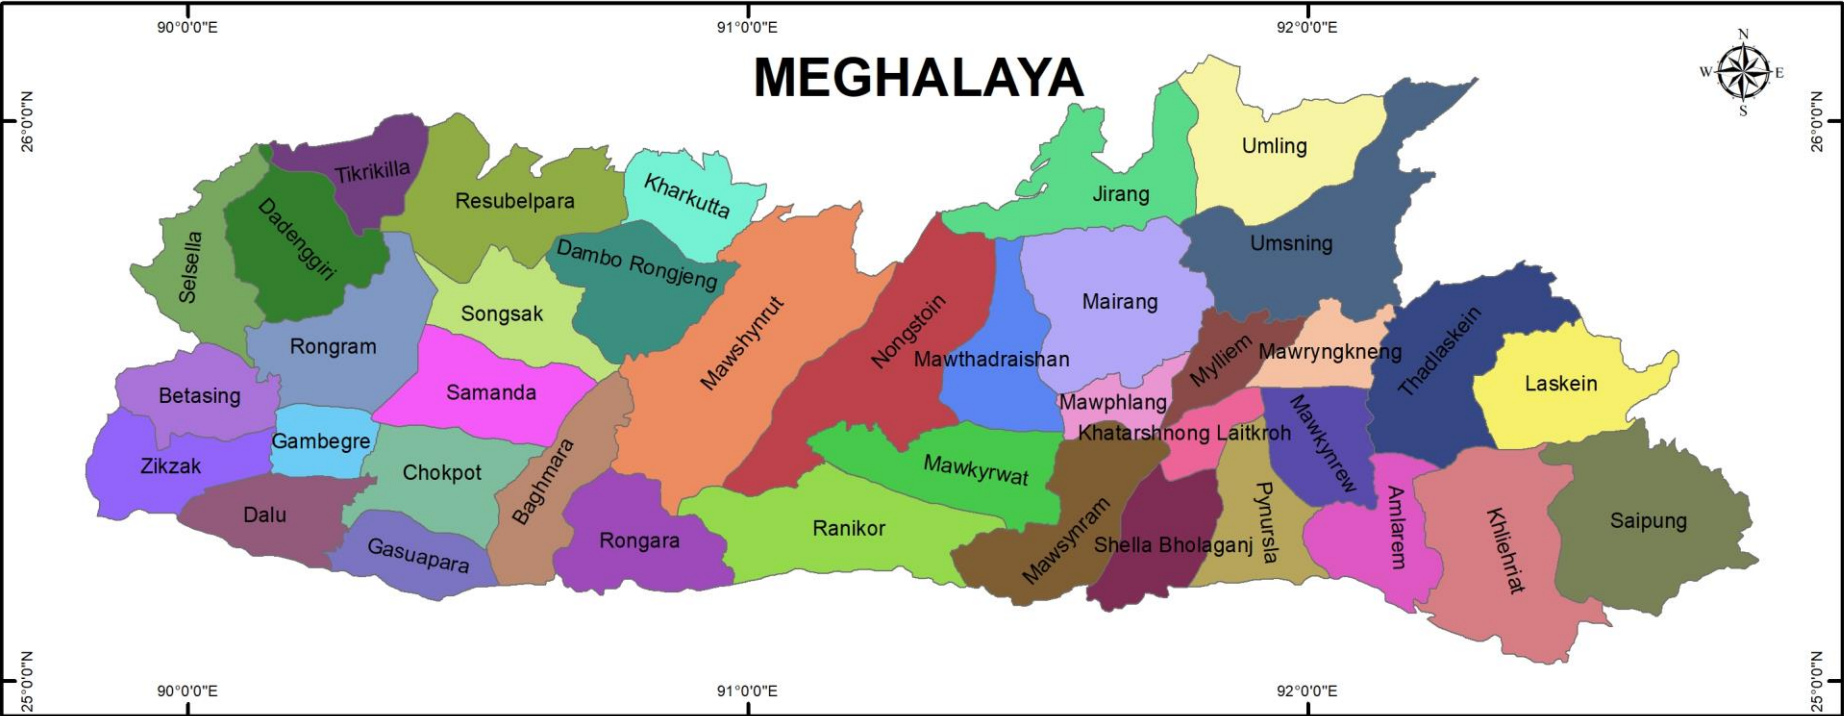 90°0'0"E
91°0'0"E
92°0'0"E
MEGHALAYA
N
W
E
S
26°0'0"N
26°0'0"N
Tikrikilla
Resubelpara
Kharkutta
Jirang
Umling
Selsella
Dadenggiri
Dambo Rongjeng
Umsning
Songsak
Rongram
Mawshynrut
Nongstoin
Mawthadraishan
Mairang
Mylliem
Mawryngkneng
Thadlaskein
Laskein
Betasing
Samanda
Mawphlang
Gambegre
Khatarshnong Laitkroh
Mawkynrew
Zikzak
Chokpot
Baghmara
Mawkyrwat
Dalu
Gasuapara
Rongara
Ranikor
Mawsynram
Shella Bholaganj
Pynursla
Amlarem
Khliehriat
Saipung
25°0'0"N
25°0'0"N
90°0'0"E
91°0'0"E
92°0'0"E